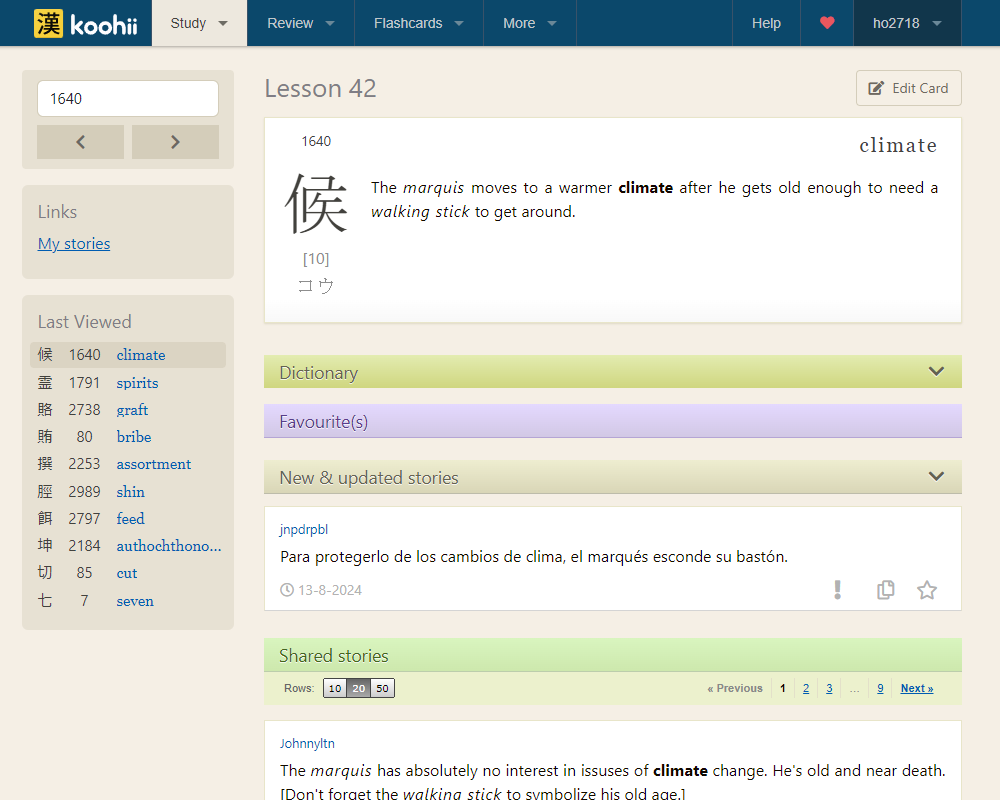 漢 koohii Study Review Flashcards More Help ho2718
1640
Links
My stories
Last Viewed
候 1640 climate
霊 1791 spirits
賂 2738 graft
賄 80 bribe
撰 2253 assortment
脛 2989 shin
餌 2797 feed
坤 2184 authochthono...
切 85 cut
七 7 seven
Lesson 42
Edit Card
1640
climate
候
The marquis moves to a warmer climate after he gets old enough to need a
walking stick to get around.
[10]
コウ
Dictionary
Favourite(s)
New & updated stories
jnpdrpbl
Para protegerlo de los cambios de clima, el marqués esconde su bastón.
13-8-2024
Shared stories
Rows: 10 20 50 « Previous 1 2 3 ... 9 Next »
Johnnyltn
The marquis has absolutely no interest in issuses of climate change. He's old and near death.
[Don't forget the walking stick to symbolize his old age.]